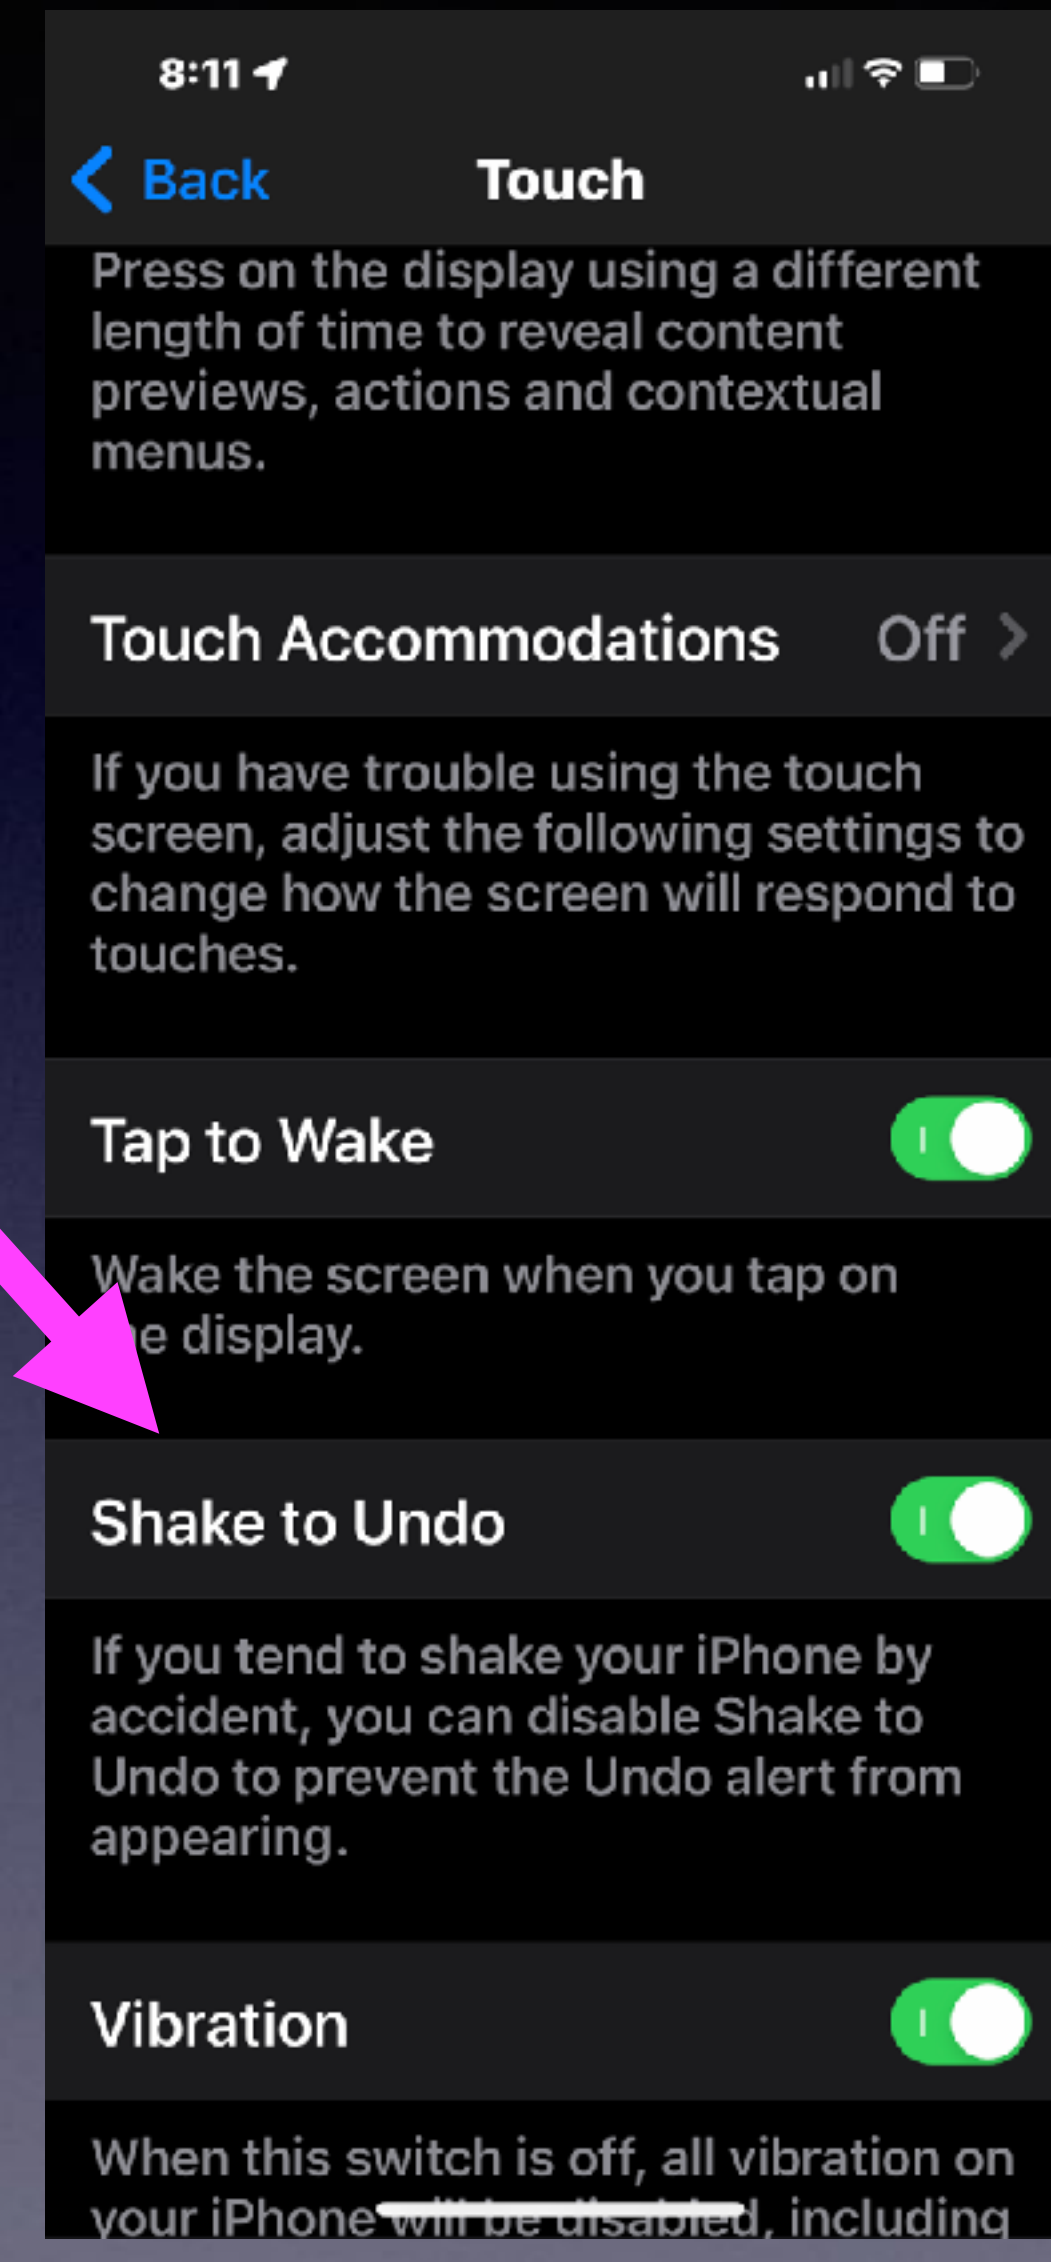 8:11
Back
Touch
Press on the display using a different
length of time to reveal content
previews, actions and contextual
menus.
Touch Accommodations Off
If you have trouble using the touch
screen, adjust the following settings to
change how the screen will respond to
touches.
Tap to Wake
Wake the screen when you tap on
e display.
Shake to Undo
If you tend to shake your iPhone by
accident, you can disable Shake to
Undo to prevent the Undo alert from
appearing.
Vibration
When this switch is off, all vibration on
your iPhone will be disabled, including